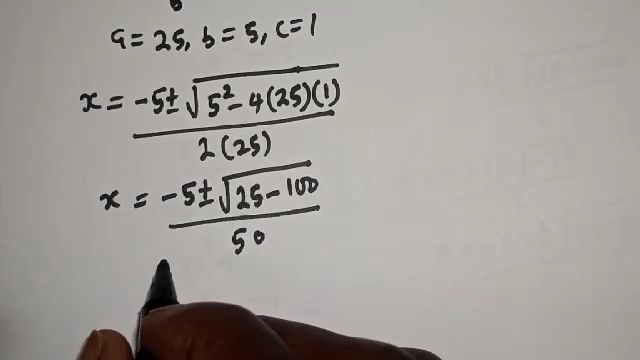 a = 25, b = 5, c = 1
x = -5 ± √(5² - 4(25)(1)) / 2(25)
x = -5 ± √(25 - 100) / 50